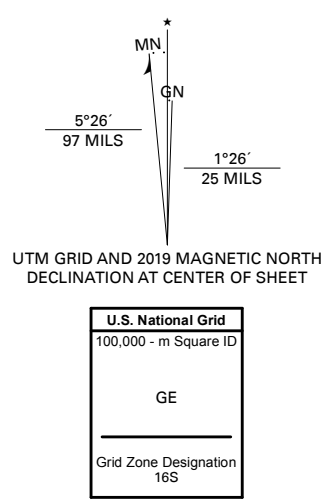 ★
MN
GN
5°26´
97 MILS
1°26´
25 MILS
UTM GRID AND 2019 MAGNETIC NORTH
DECLINATION AT CENTER OF SHEET
U.S. National Grid
100,000 - m Square ID
GE
Grid Zone Designation
16S